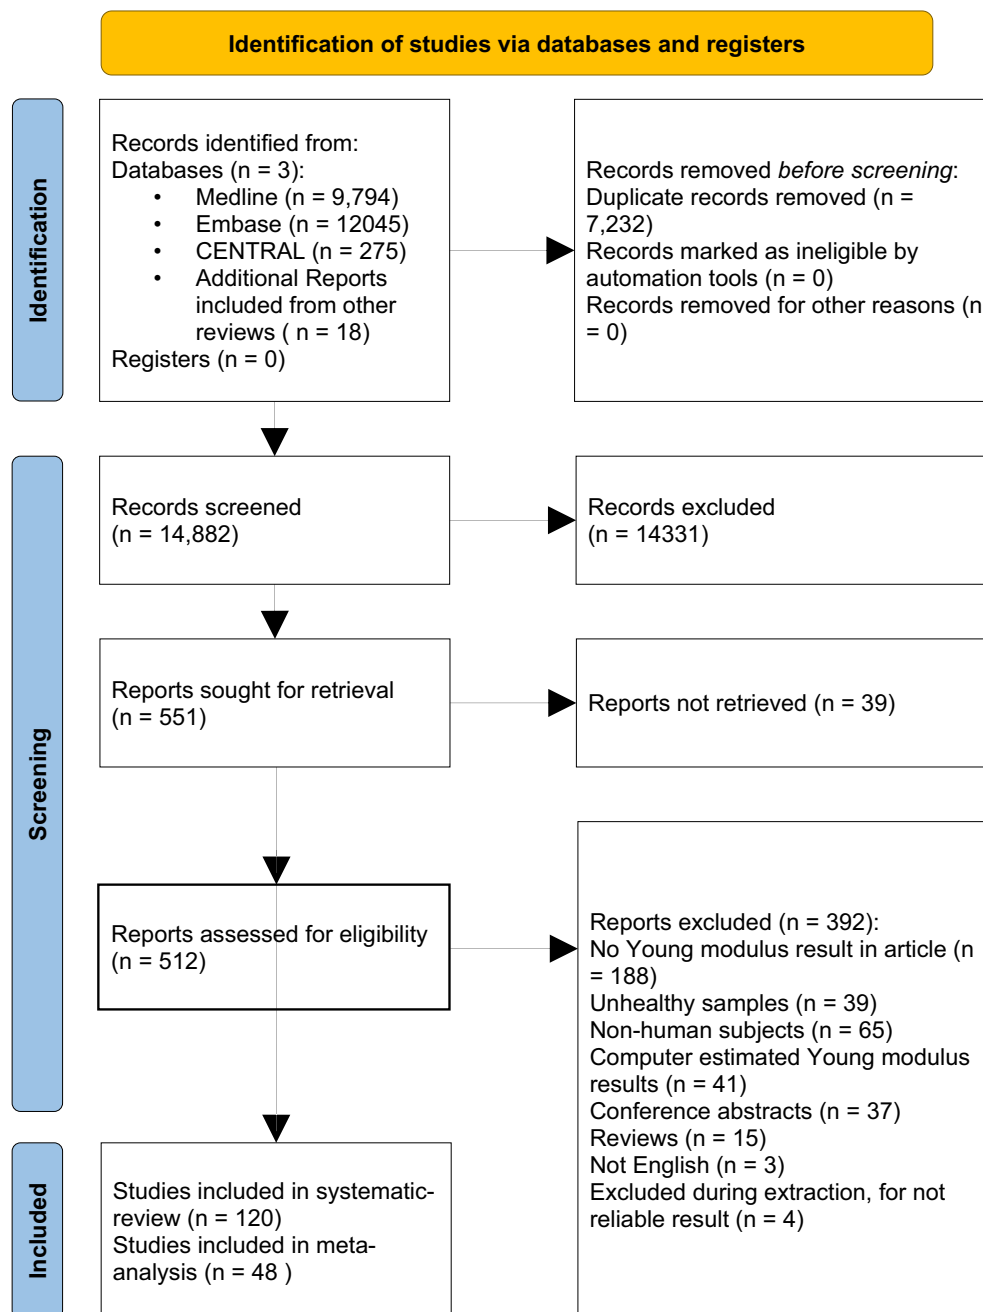 Identification of studies via databases and registers
Identification
Records identified from:
Databases (n = 3):
• Medline (n = 9,794)
• Embase (n = 12045)
• CENTRAL (n = 275)
• Additional Reports
included from other
reviews ( n = 18)
Registers (n = 0)
Records removed before screening:
Duplicate records removed (n =
7,232)
Records marked as ineligible by
automation tools (n = 0)
Records removed for other reasons (n
= 0)
Screening
Records screened
(n = 14,882)
Records excluded
(n = 14331)
Reports sought for retrieval
(n = 551)
Reports not retrieved (n = 39)
Reports assessed for eligibility
(n = 512)
Reports excluded (n = 392):
No Young modulus result in article (n
= 188)
Unhealthy samples (n = 39)
Non-human subjects (n = 65)
Computer estimated Young modulus
results (n = 41)
Conference abstracts (n = 37)
Reviews (n = 15)
Not English (n = 3)
Excluded during extraction, for not
reliable result (n = 4)
Included
Studies included in systematic-
review (n = 120)
Studies included in meta-
analysis (n = 48 )